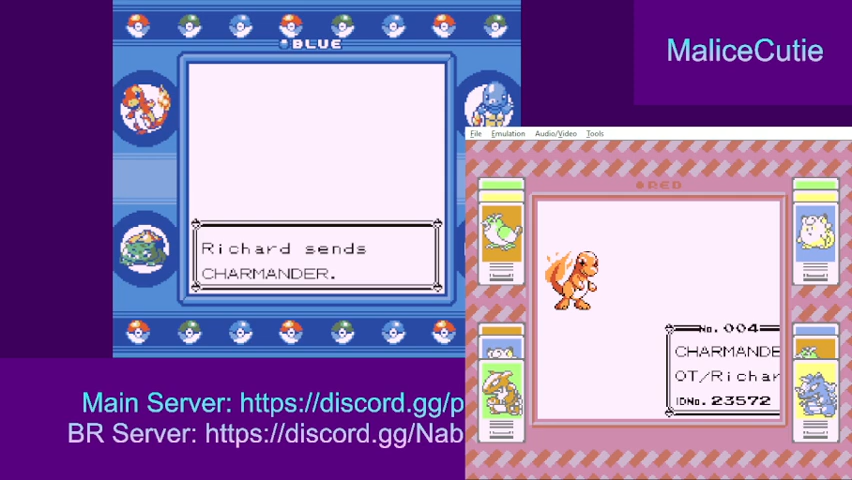 BLUE
MaliceCutie
File Emulation Audio/Video Tools
RED
Richard sends
CHARMANDER.
No. 004
CHARMANDE
OT/Richar
IDNo. 23572
Main Server: https://discord.gg/p
BR Server: https://discord.gg/Nab